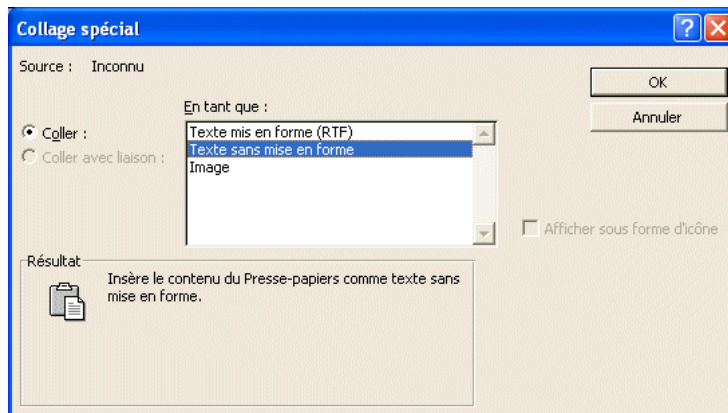 Collage spécial
Source : Inconnu
OK
Annuler
En tant que :
Coller :
Coller avec liaison :
Texte mis en forme (RTF)
Texte sans mise en forme
Image
Afficher sous forme d'icône
Résultat
Insère le contenu du Presse-papiers comme texte sans
mise en forme.